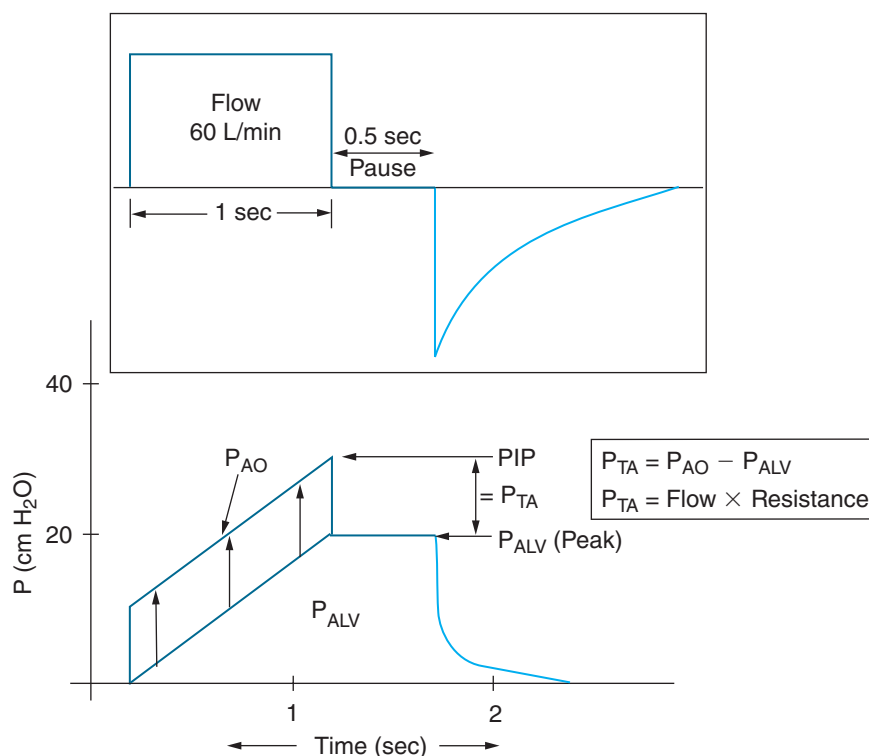 Flow
60 L/min
0.5 sec
Pause
1 sec
40
P_AO
PIP
= P_TA
P_TA = P_AO − P_ALV
P_TA = Flow × Resistance
20
P_ALV (Peak)
P_ALV
P (cm H₂O)
1
2
Time (sec)